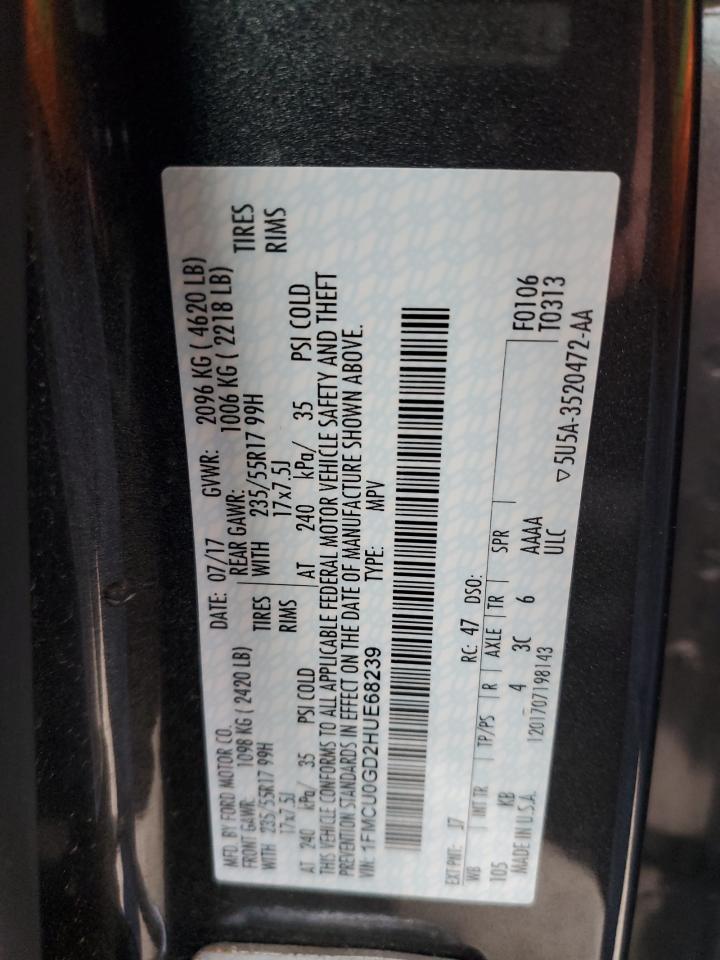 MFD. BY FORD MOTOR CO. DATE: 07/17 GVWR: 2096 KG ( 4620 LB)
FRONT GAWR: 1098 KG ( 2420 LB) REAR GAWR: 1006 KG ( 2218 LB)
WITH 235/55R17 99H TIRES WITH 235/55R17 99H TIRES
17x7.5J RIMS 17x7.5J RIMS
AT 240 kPa/ 35 PSI COLD AT 240 kPa/ 35 PSI COLD
THIS VEHICLE CONFORMS TO ALL APPLICABLE FEDERAL MOTOR VEHICLE SAFETY AND THEFT
PREVENTION STANDARDS IN EFFECT ON THE DATE OF MANUFACTURE SHOWN ABOVE.
VIN: 1FMCU0GD2HUE68239 TYPE: MPV
EXT PNT: J7 RC: 47 DSO:
WB INT TR TP/PS R AXLE TR SPR F0106
105 KB 4 3C 6 AAAA T0313
MADE IN U.S.A. 1201707198143 ULC
▽ 5U5A-3520472-AA